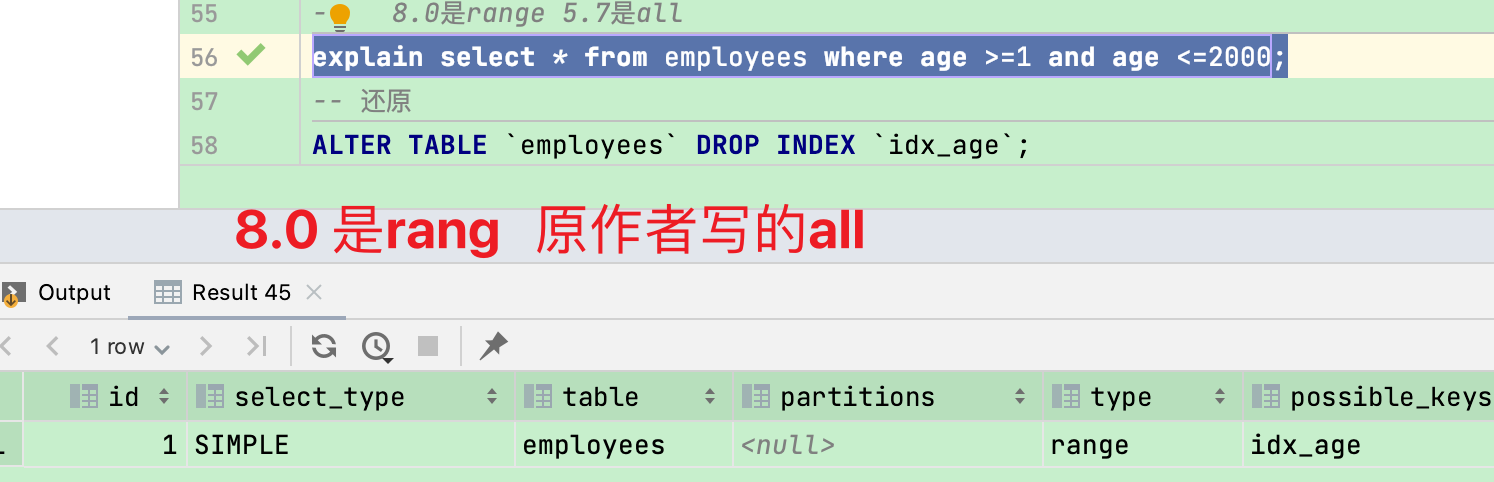 55 - 8.0是range 5.7是all
56 explain select * from employees where age >=1 and age <=2000;
57 -- 还原
58 ALTER TABLE `employees` DROP INDEX `idx_age`;
8.0 是rang 原作者写的all
Output Result 45
1 row
id select_type table partitions type possible_keys
1 SIMPLE employees <null> range idx_age